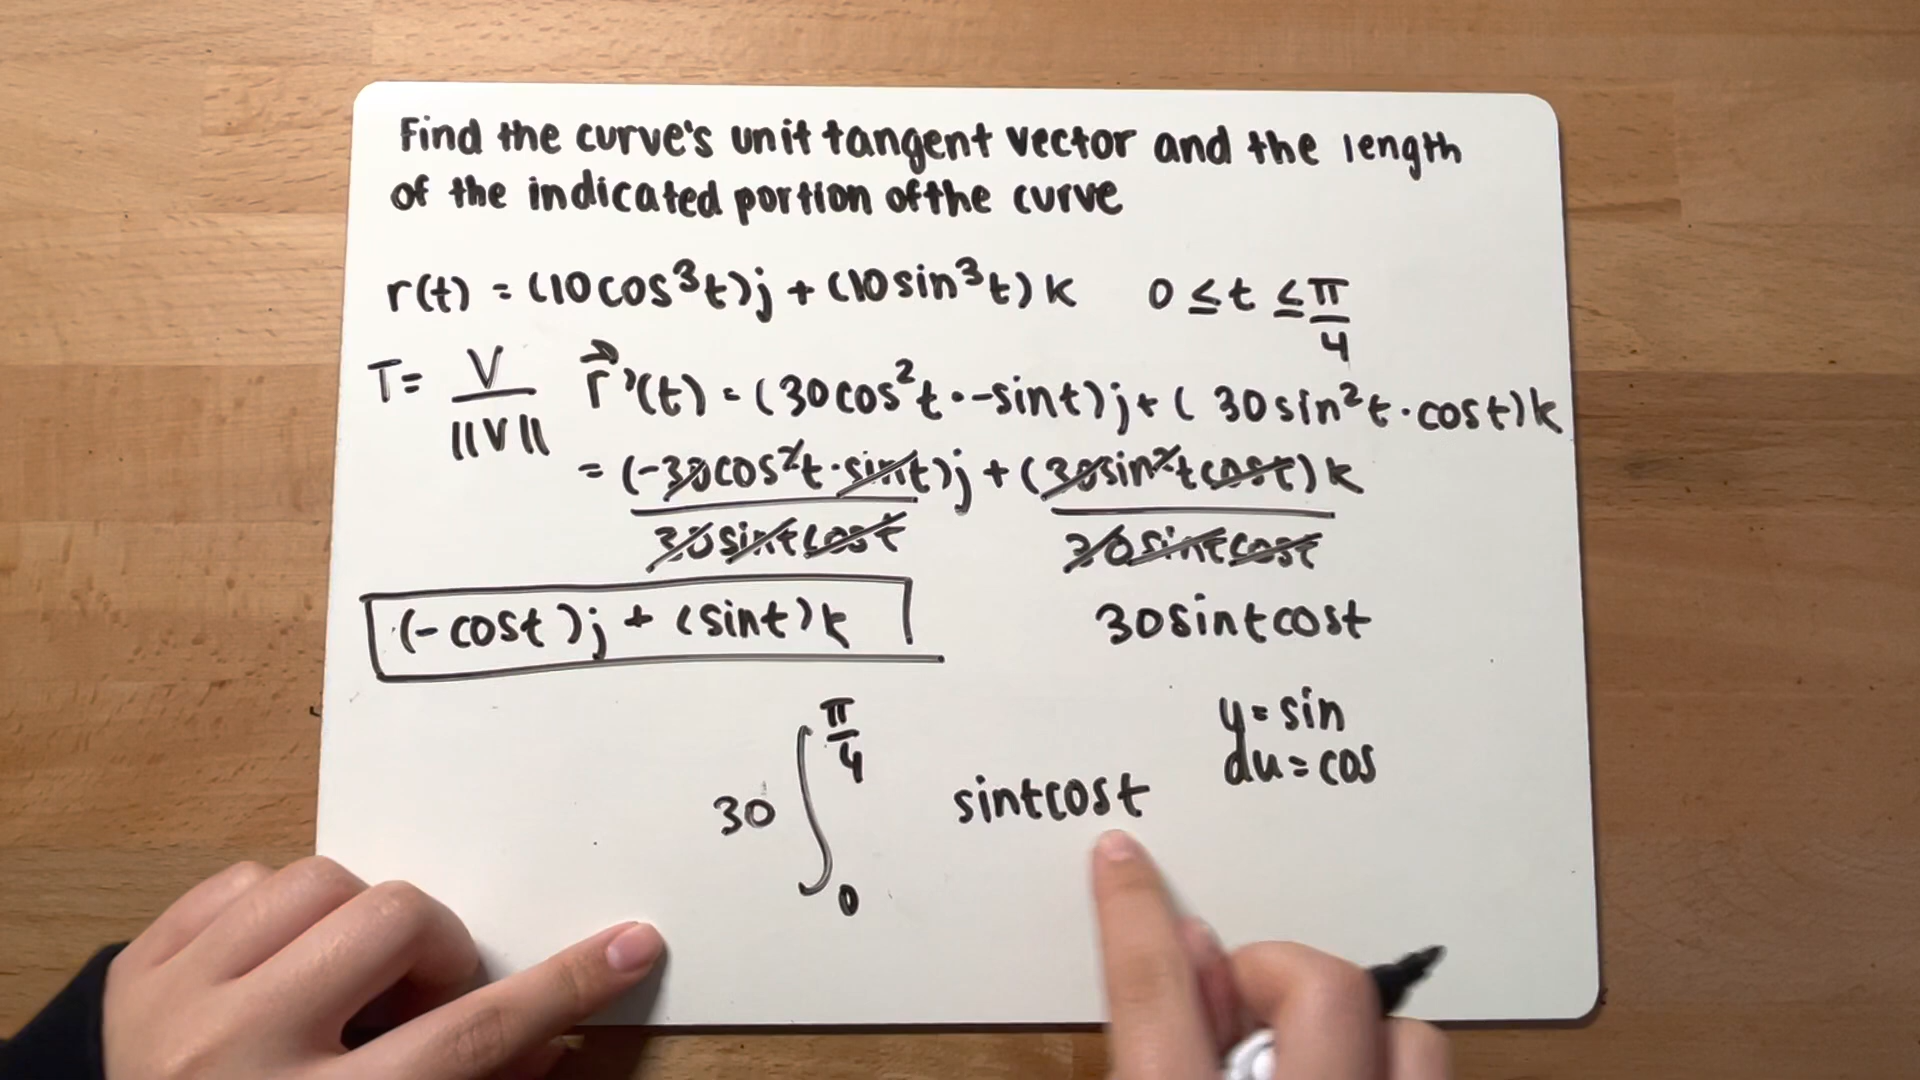 Find the curve's unit tangent vector and the length
of the indicated portion of the curve
r(t) = (10cos³t)j + (10sin³t)k   0 ≤ t ≤ π/4
T = V/||V||   r⃗'(t) = (30cos²t·-sint)j + (30sin²t·cost)k
= (-30cos²t·sint)j/30sintcost + (30sin²tcost)k/30sintcost
(-cost)j + (sint)k   30sintcost
u = sin
du = cos
30 ∫₀^π/4 sintcost